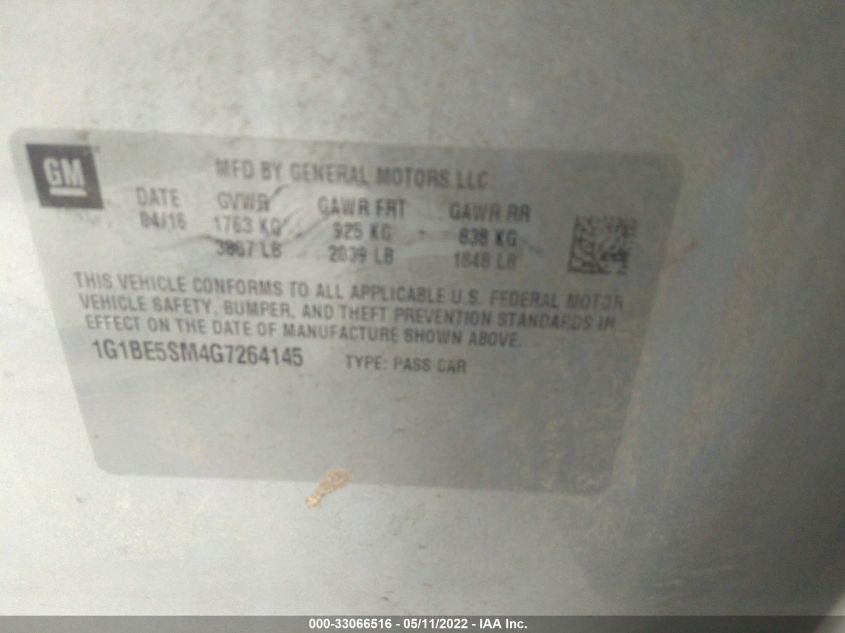 GM
MFD BY GENERAL MOTORS LLC
DATE GVWR GAWR FRT GAWR RR
04/16 1763 KG 925 KG 838 KG
3887 LB 2039 LB 1848 LB
THIS VEHICLE CONFORMS TO ALL APPLICABLE U.S. FEDERAL MOTOR
VEHICLE SAFETY, BUMPER, AND THEFT PREVENTION STANDARDS IN
EFFECT ON THE DATE OF MANUFACTURE SHOWN ABOVE.
1G1BE5SM4G7264145 TYPE: PASS CAR
000-33066516 - 05/11/2022 - IAA Inc.